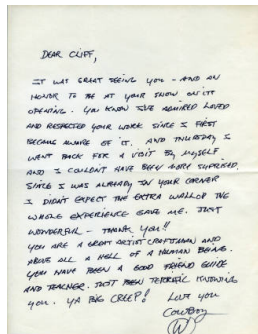 DEAR CLIFF,
IT WAS GREAT SEEING YOU - AND AN
HONOR TO BE AT YOUR SHOW ON ITS
OPENING. YOU KNOW I'VE ADMIRED LOVED
AND RESPECTED YOUR WORK SINCE I FIRST
BECAME AWARE OF IT. AND THURSDAY I
WENT BACK FOR A VISIT BY MYSELF
AND I COULDN'T HAVE BEEN MORE SUPRISED.
SINCE I WAS ALREADY IN YOUR CORNER
I DIDN'T EXPECT THE EXTRA WALLOP THE
WHOLE EXPERIENCE GAVE ME. JUST
WONDERFUL - THANK YOU!!
YOU ARE A GREAT ARTIST CRAFTSMAN AND
ABOVE ALL A HELL OF A HUMAN BEING.
YOU HAVE BEEN A GOOD FRIEND GUIDE
AND TEACHER. JUST BEEN TERRIFIC KNOWING
YOU. YA BIG CREEP! LOVE YOU
COWBOY